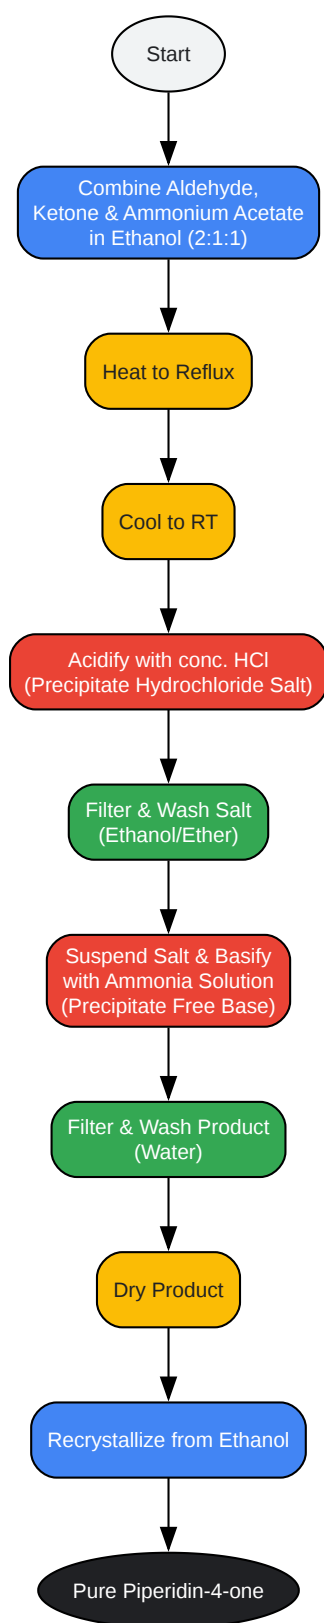 Start
Combine Aldehyde,
Ketone & Ammonium Acetate
in Ethanol (2:1:1)
Heat to Reflux
Cool to RT
Acidify with conc. HCl
(Precipitate Hydrochloride Salt)
Filter & Wash Salt
(Ethanol/Ether)
Suspend Salt & Basify
with Ammonia Solution
(Precipitate Free Base)
Filter & Wash Product
(Water)
Dry Product
Recrystallize from Ethanol
Pure Piperidin-4-one